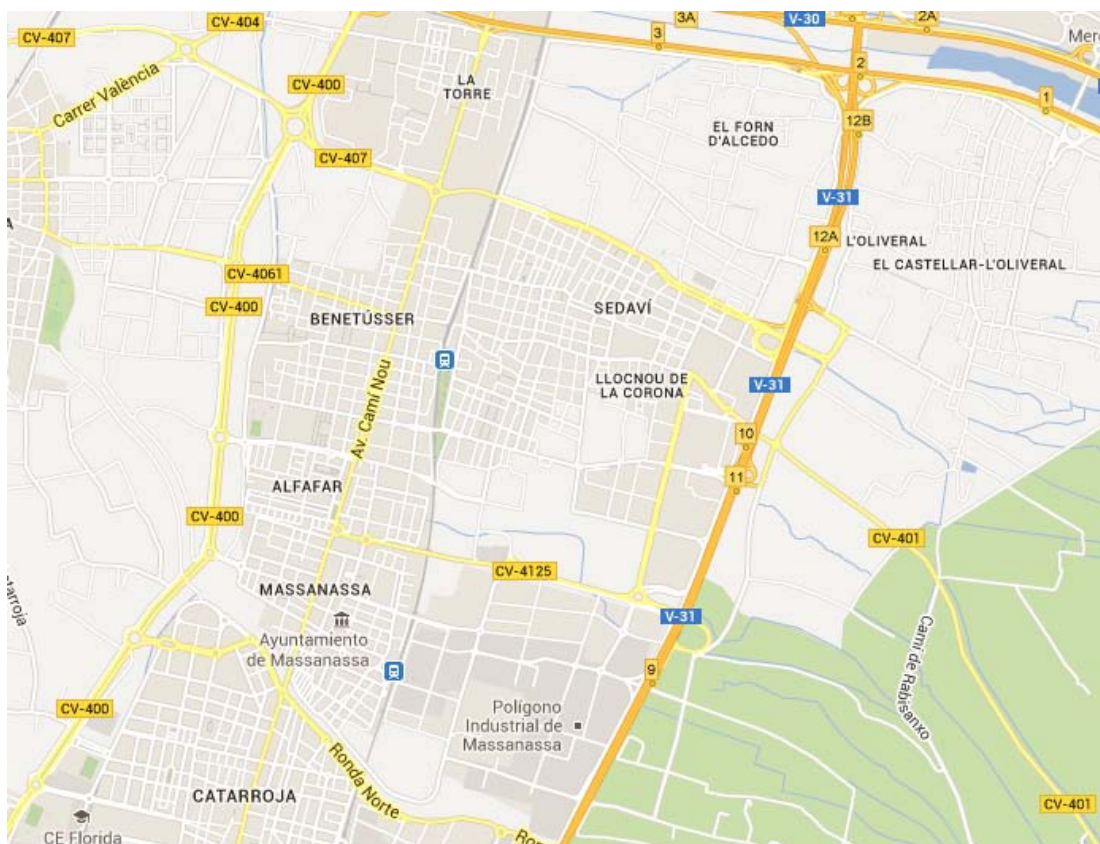 CV-404
3A
V-30
2A
CV-407
3
Merc
2
Carrer València
LA
TORRE
1
12B
EL FORN
D'ALCEDO
CV-400
CV-407
V-31
A
12A
L'OLIVERAL
CV-4061
EL CASTELLAR-L'OLIVERAL
CV-400
SEDAVÍ
BENETÚSSER
LLOCNOU DE
LA CORONA
V-31
Av. Camí Nou
10
11
ALFAFAR
CV-400
CV-401
CV-4125
MASSANASSA
tarroja
V-31
Ayuntamiento
de Massanassa
9
Camí de Rabisanxo
CV-400
Polígono
Industrial de
Massanassa
Ronda Norte
CATARROJA
CV-401
CE Florida
Ron